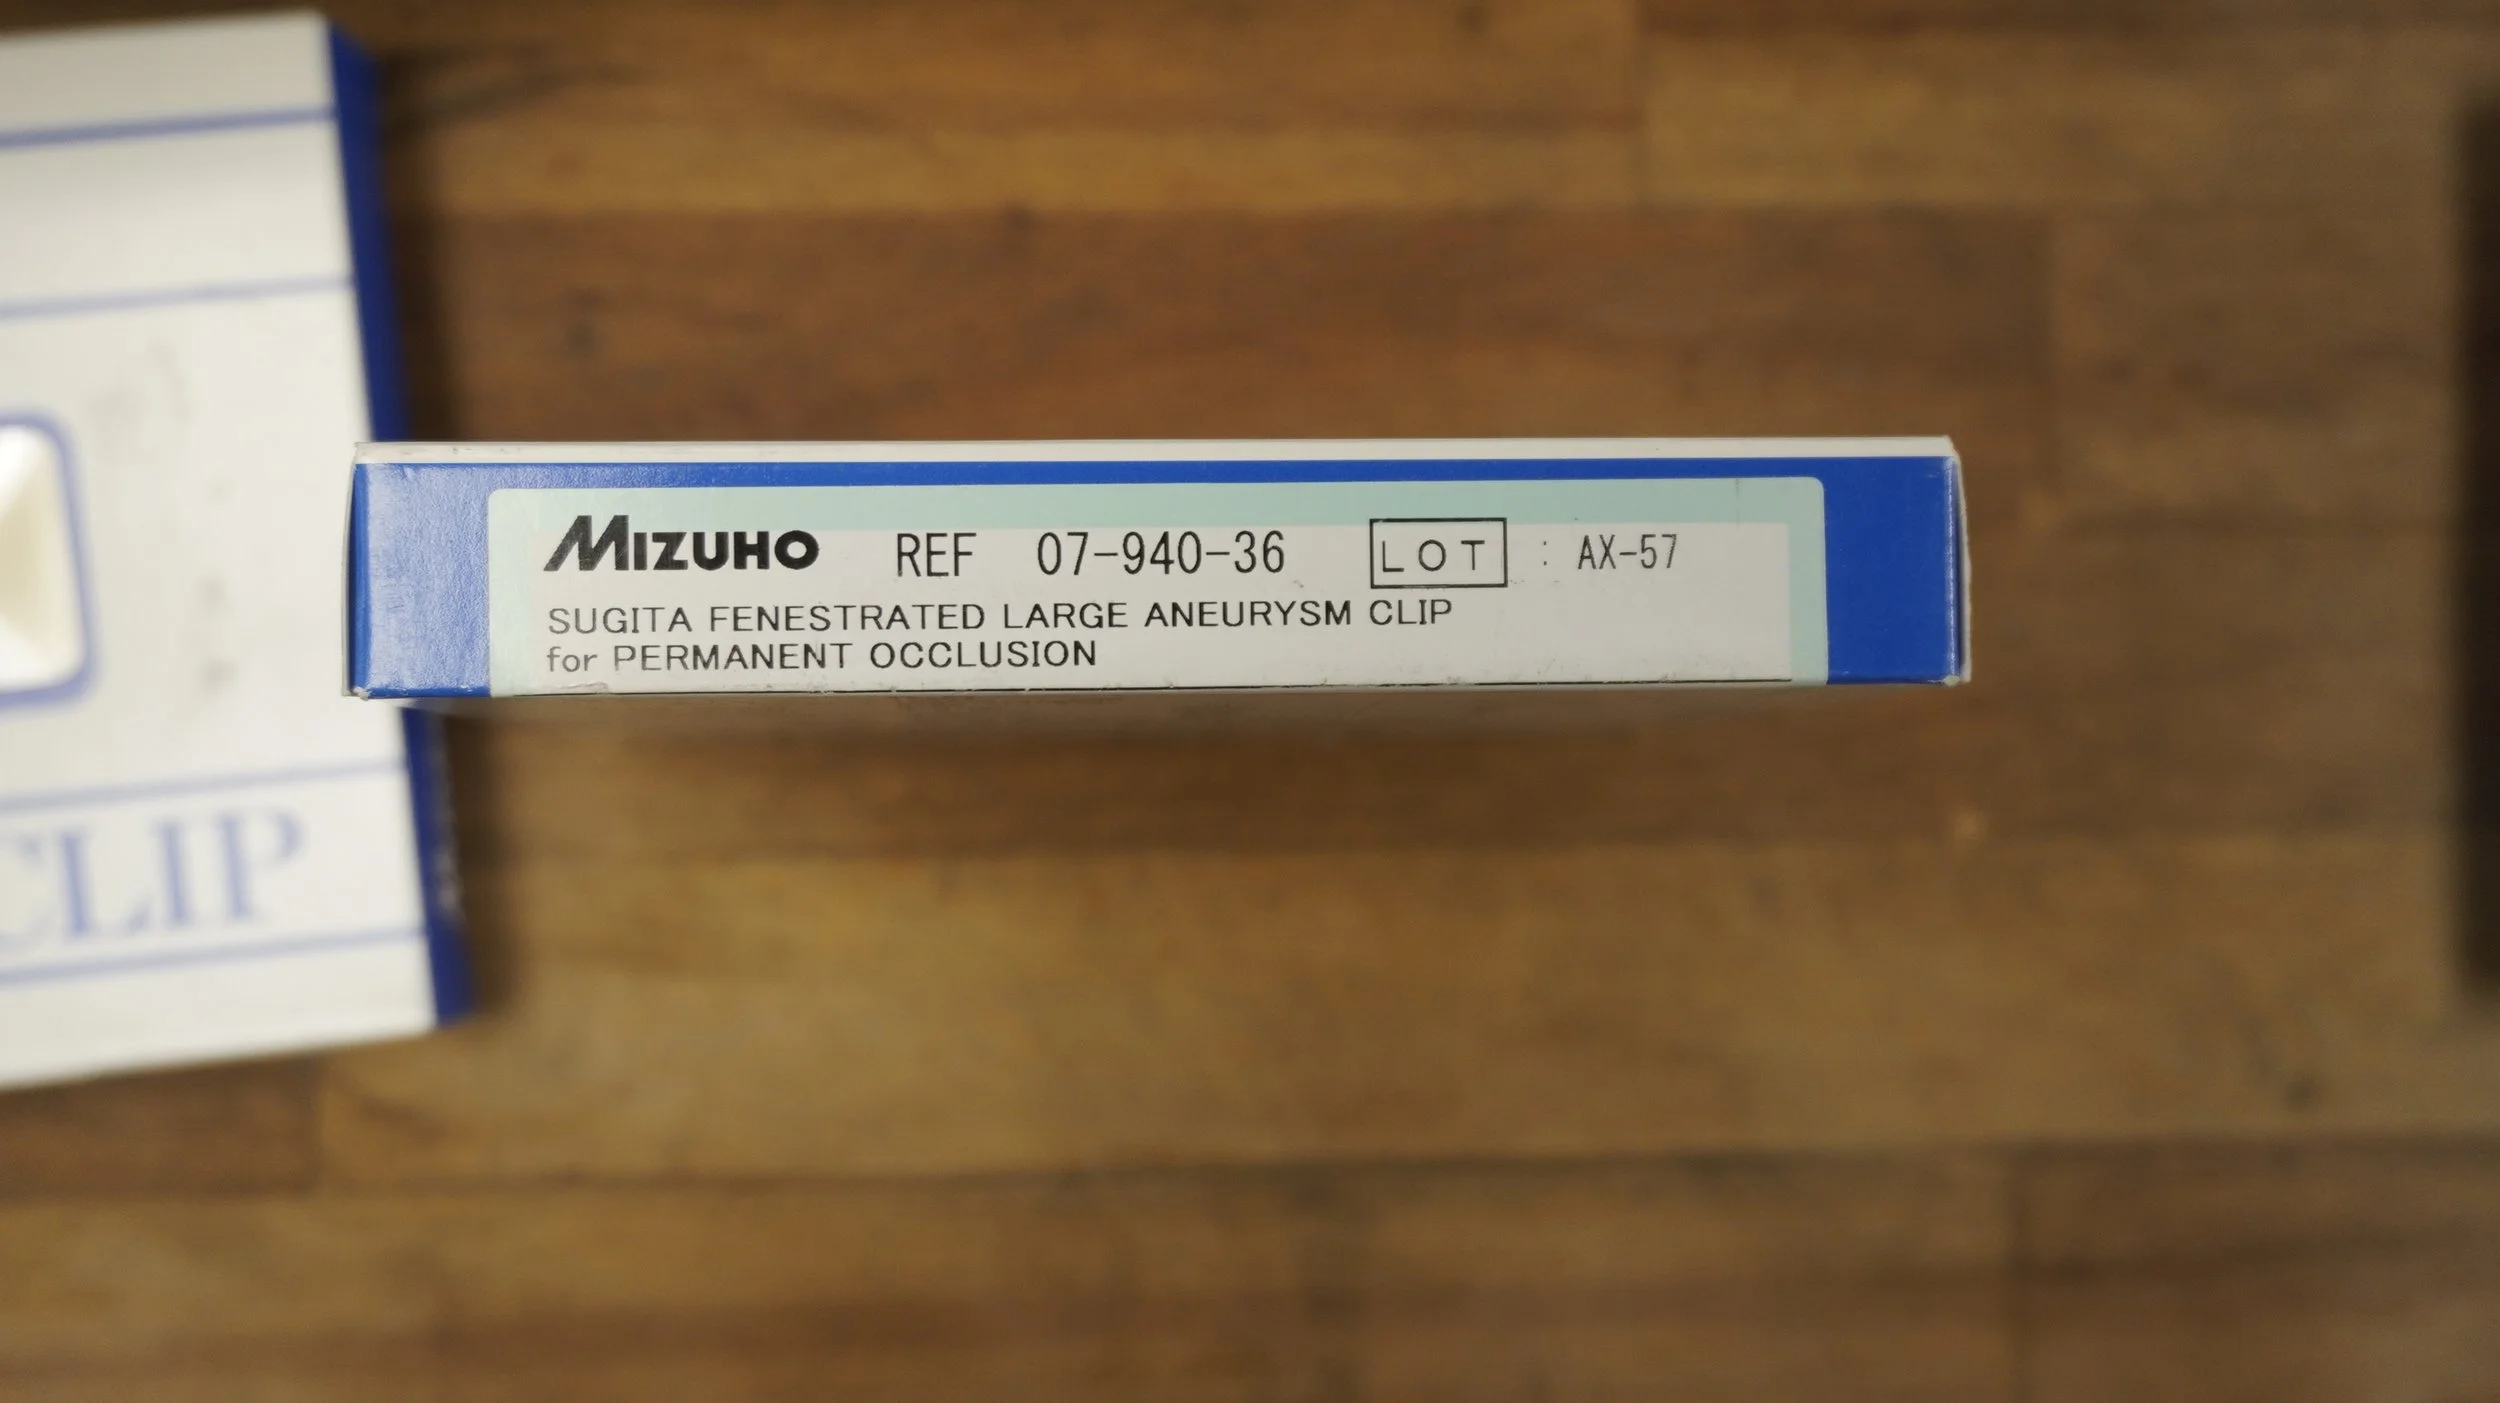 MIZUHO REF 07-940-36 LOT : AX-57
SUGITA FENESTRATED LARGE ANEURYSM CLIP
for PERMANENT OCCLUSION
CLIP